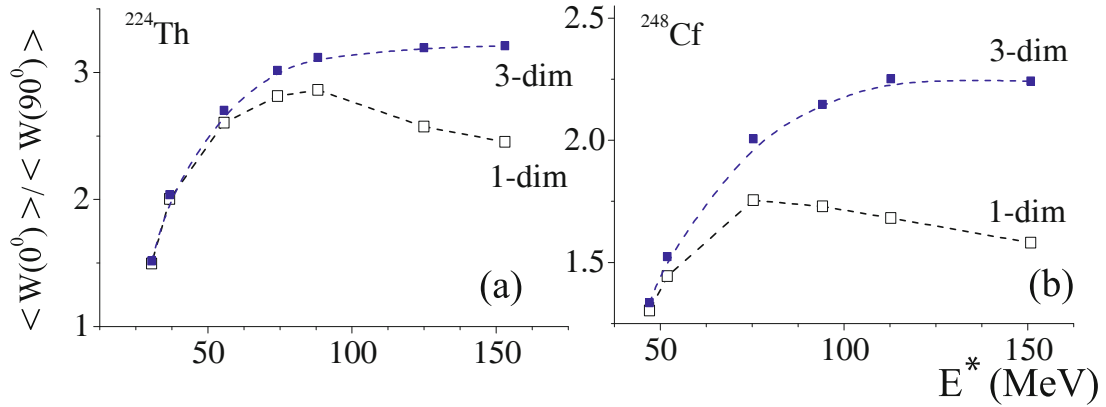 < W(0⁰) > / < W(90⁰) >
²²⁴Th
3
2
1
3-dim
1-dim
(a)
50
100
150
²⁴⁸Cf
2.5
2.0
1.5
3-dim
1-dim
(b)
50
100
150
E* (MeV)